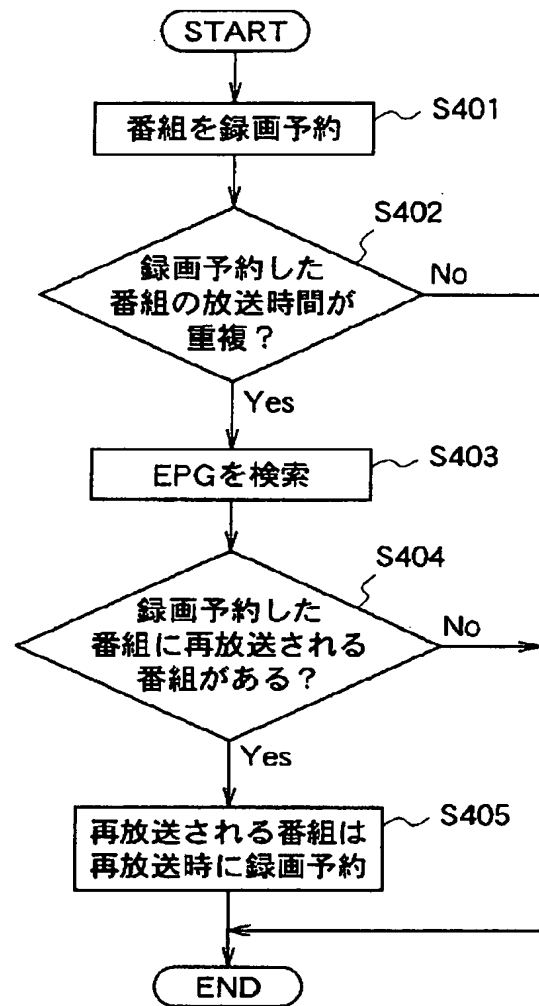 START
番組を録画予約
S401
S402
録画予約した
番組の放送時間が
重複？
No
Yes
EPGを検索
S403
S404
録画予約した
番組に再放送される
番組がある？
No
Yes
S405
再放送される番組は
再放送時に録画予約
END